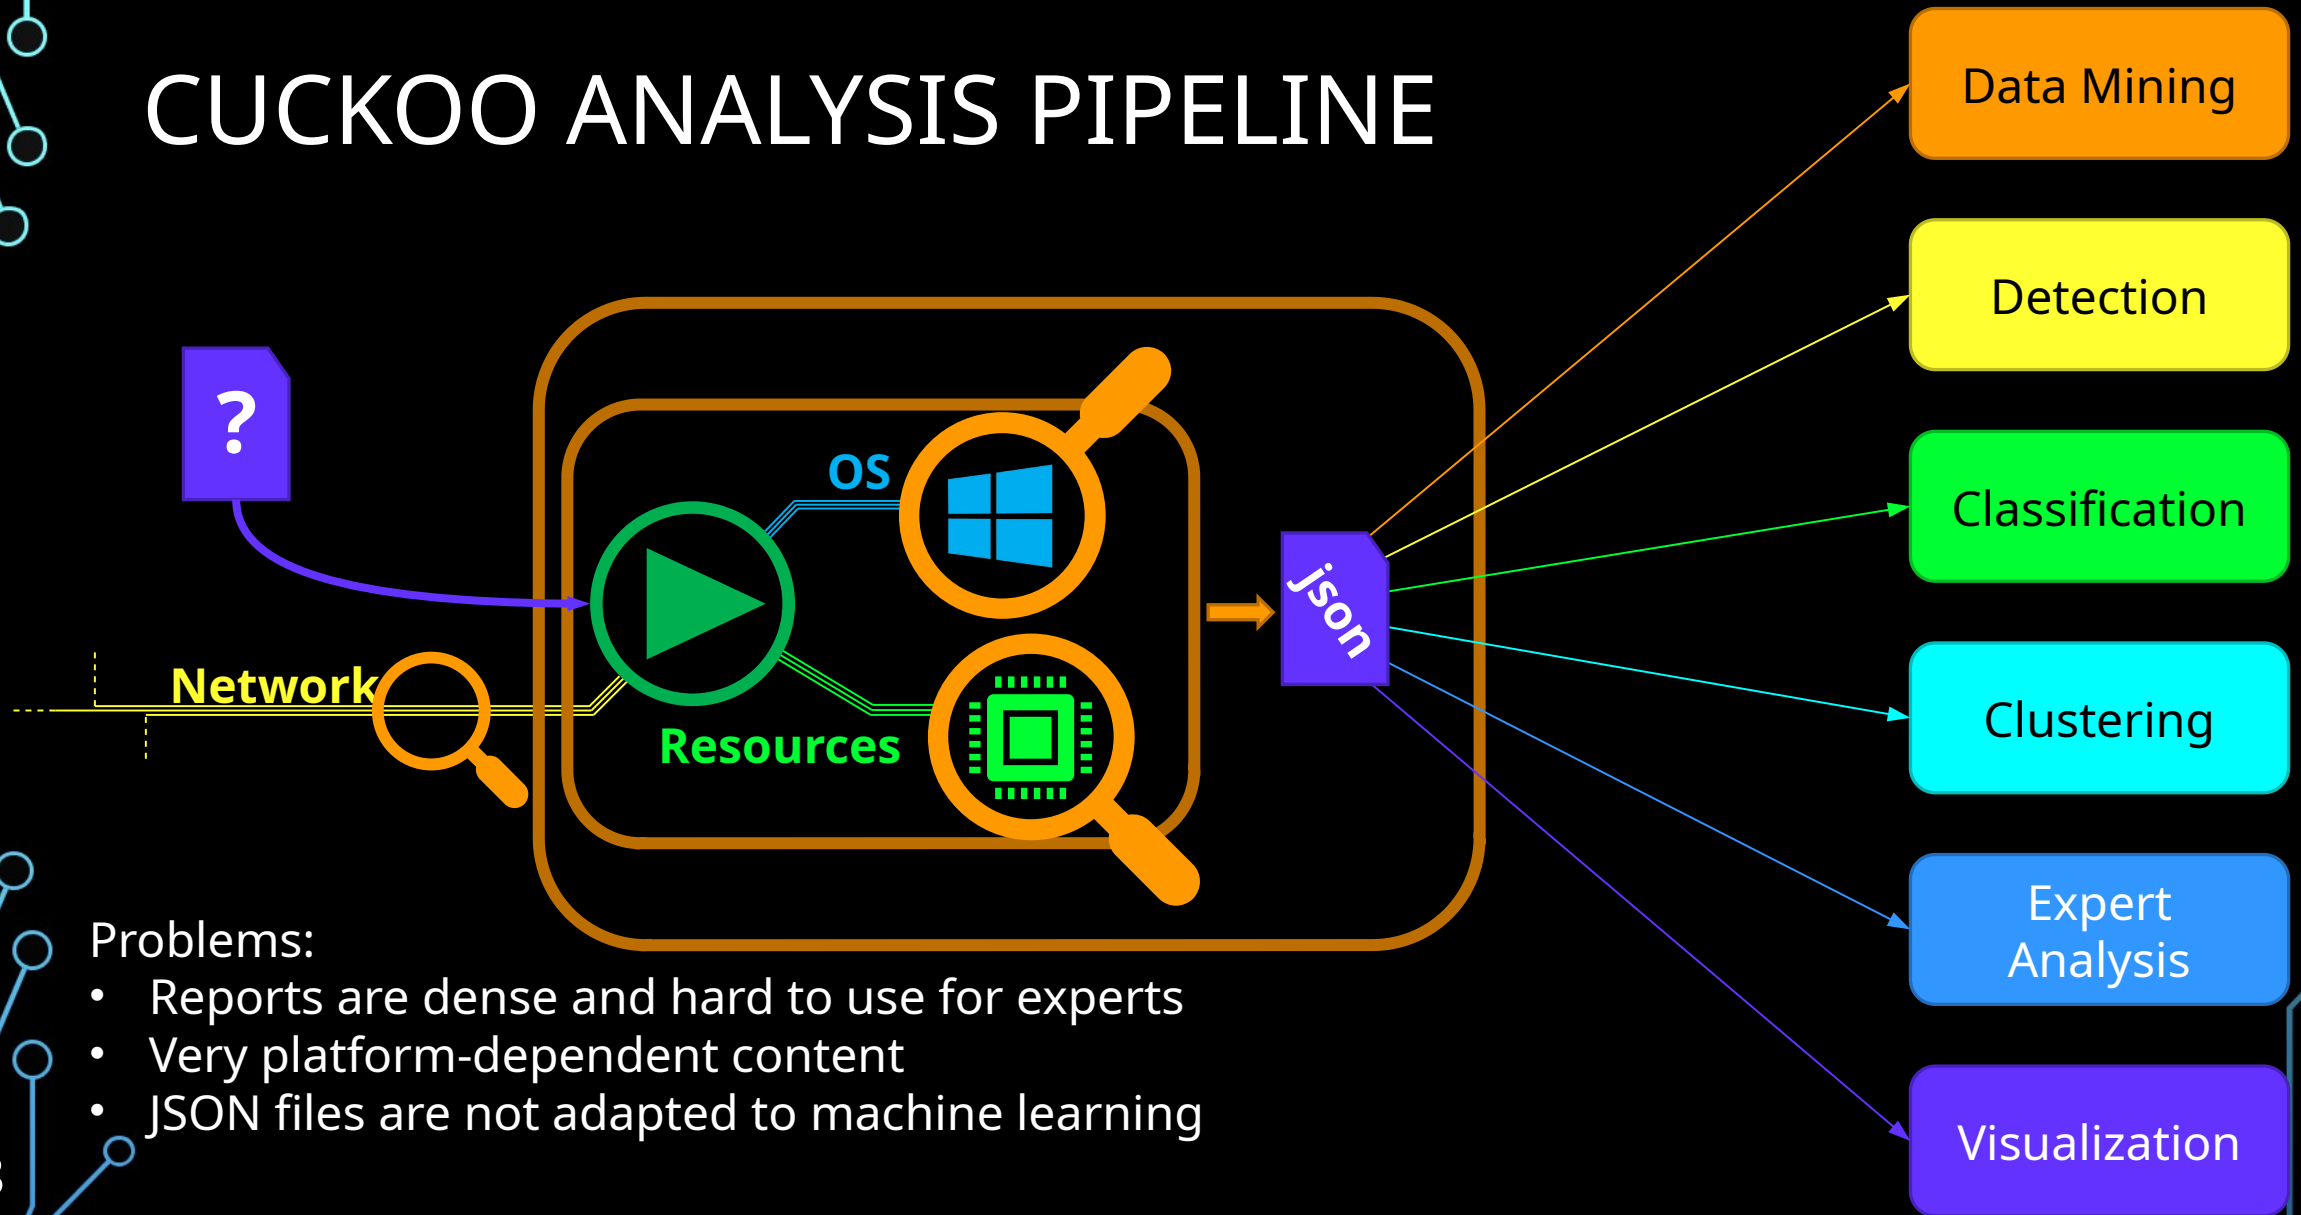 CUCKOO ANALYSIS PIPELINE
?
OS
Network
Resources
json
Data Mining
Detection
Classification
Clustering
Expert
Analysis
Visualization
Problems:
• Reports are dense and hard to use for experts
• Very platform-dependent content
• JSON files are not adapted to machine learning